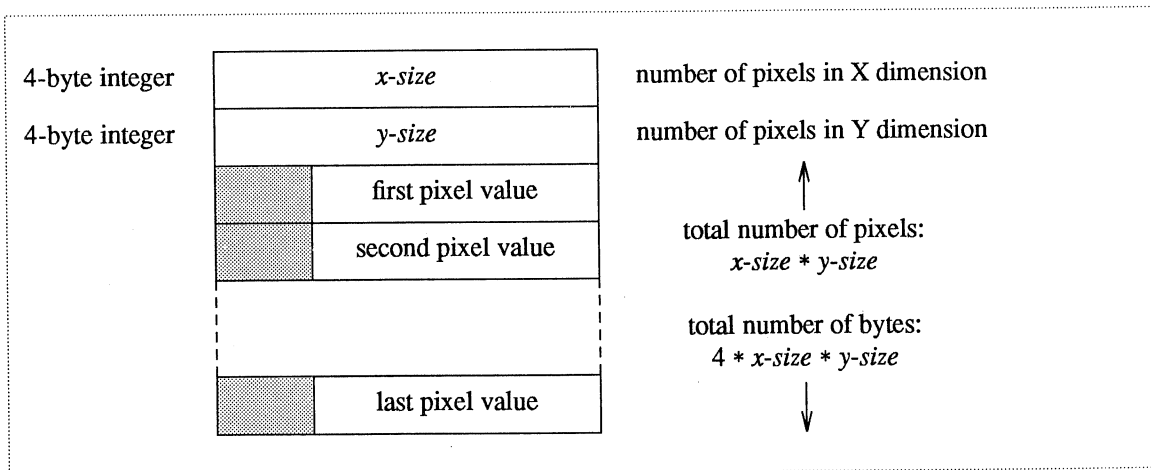 4-byte integer x-size number of pixels in X dimension
4-byte integer y-size number of pixels in Y dimension
first pixel value
second pixel value
total number of pixels:
x-size * y-size
total number of bytes:
4 * x-size * y-size
last pixel value